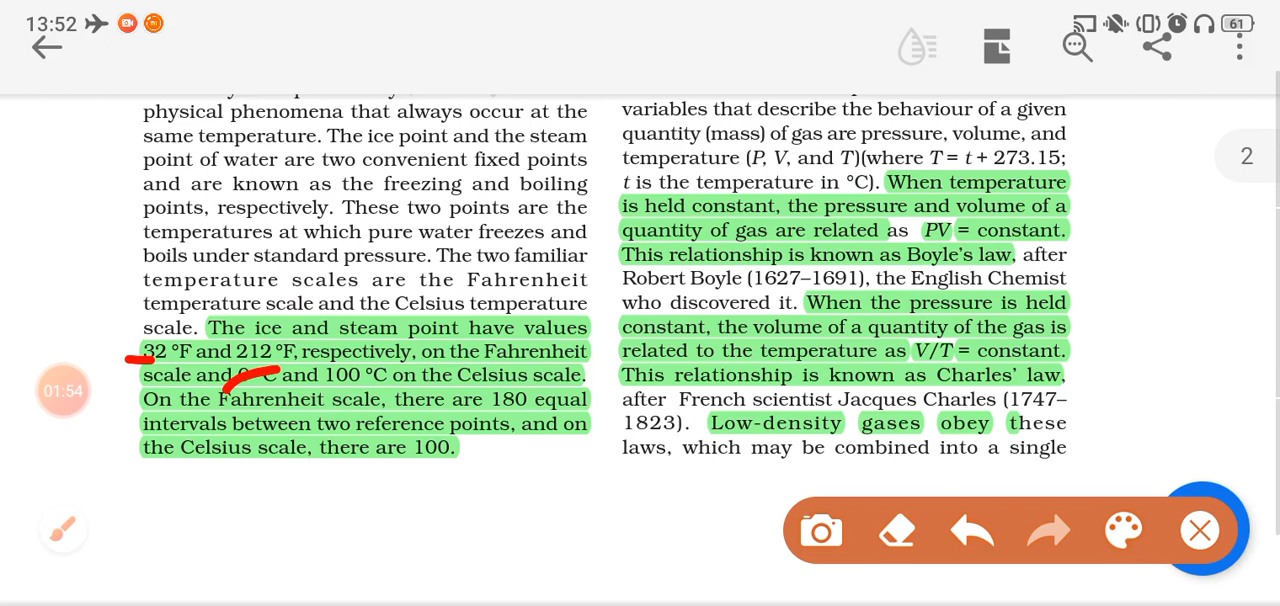 13:52
61
physical phenomena that always occur at the
same temperature. The ice point and the steam
point of water are two convenient fixed points
and are known as the freezing and boiling
points, respectively. These two points are the
temperatures at which pure water freezes and
boils under standard pressure. The two familiar
temperature scales are the Fahrenheit
temperature scale and the Celsius temperature
scale. The ice and steam point have values
32 °F and 212 °F, respectively, on the Fahrenheit
scale and 0 °C and 100 °C on the Celsius scale.
On the Fahrenheit scale, there are 180 equal
intervals between two reference points, and on
the Celsius scale, there are 100.
variables that describe the behaviour of a given
quantity (mass) of gas are pressure, volume, and
temperature (P, V, and T)(where T = t + 273.15;
t is the temperature in °C). When temperature
is held constant, the pressure and volume of a
quantity of gas are related as PV = constant.
This relationship is known as Boyle's law, after
Robert Boyle (1627–1691), the English Chemist
who discovered it. When the pressure is held
constant, the volume of a quantity of the gas is
related to the temperature as V/T = constant.
This relationship is known as Charles' law,
after French scientist Jacques Charles (1747–
1823). Low-density gases obey these
laws, which may be combined into a single
2
01:54